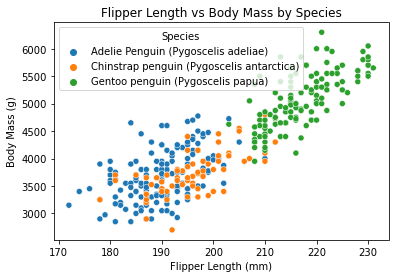 Flipper Length vs Body Mass by Species
Species
Adelie Penguin (Pygoscelis adeliae)
Chinstrap penguin (Pygoscelis antarctica)
Gentoo penguin (Pygoscelis papua)
Body Mass (g)
6000
5500
5000
4500
4000
3500
3000
170 180 190 200 210 220 230
Flipper Length (mm)